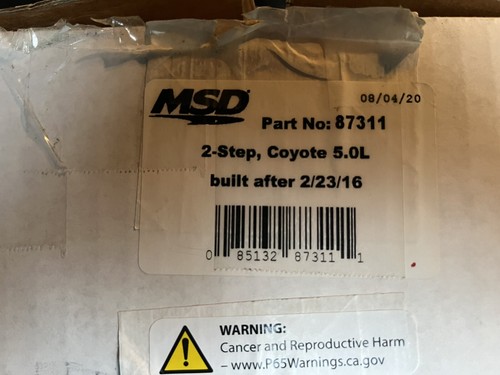 MSD
08/04/20
Part No: 87311
2-Step, Coyote 5.0L
built after 2/23/16
0 85132 87311 1
WARNING:
Cancer and Reproductive Harm
– www.P65Warnings.ca.gov